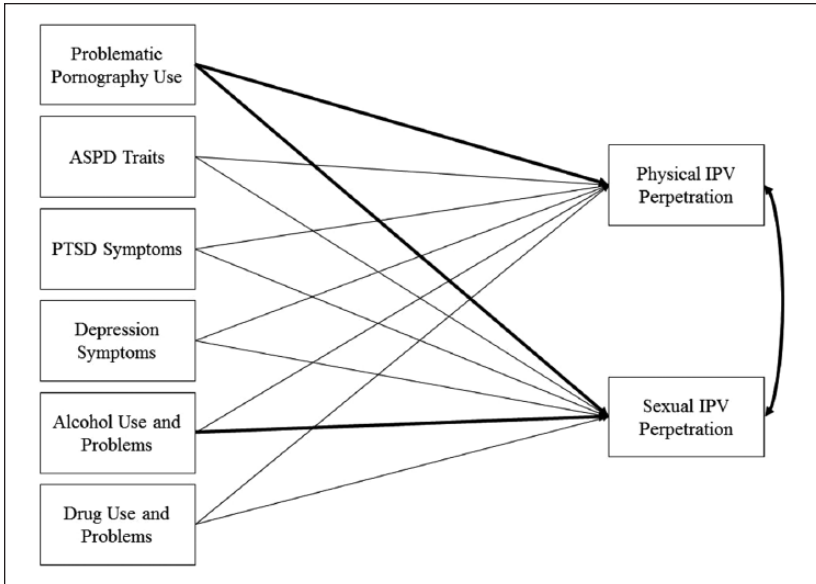 Problematic
Pornography Use
ASPD Traits
PTSD Symptoms
Depression
Symptoms
Alcohol Use and
Problems
Drug Use and
Problems
Physical IPV
Perpetration
Sexual IPV
Perpetration